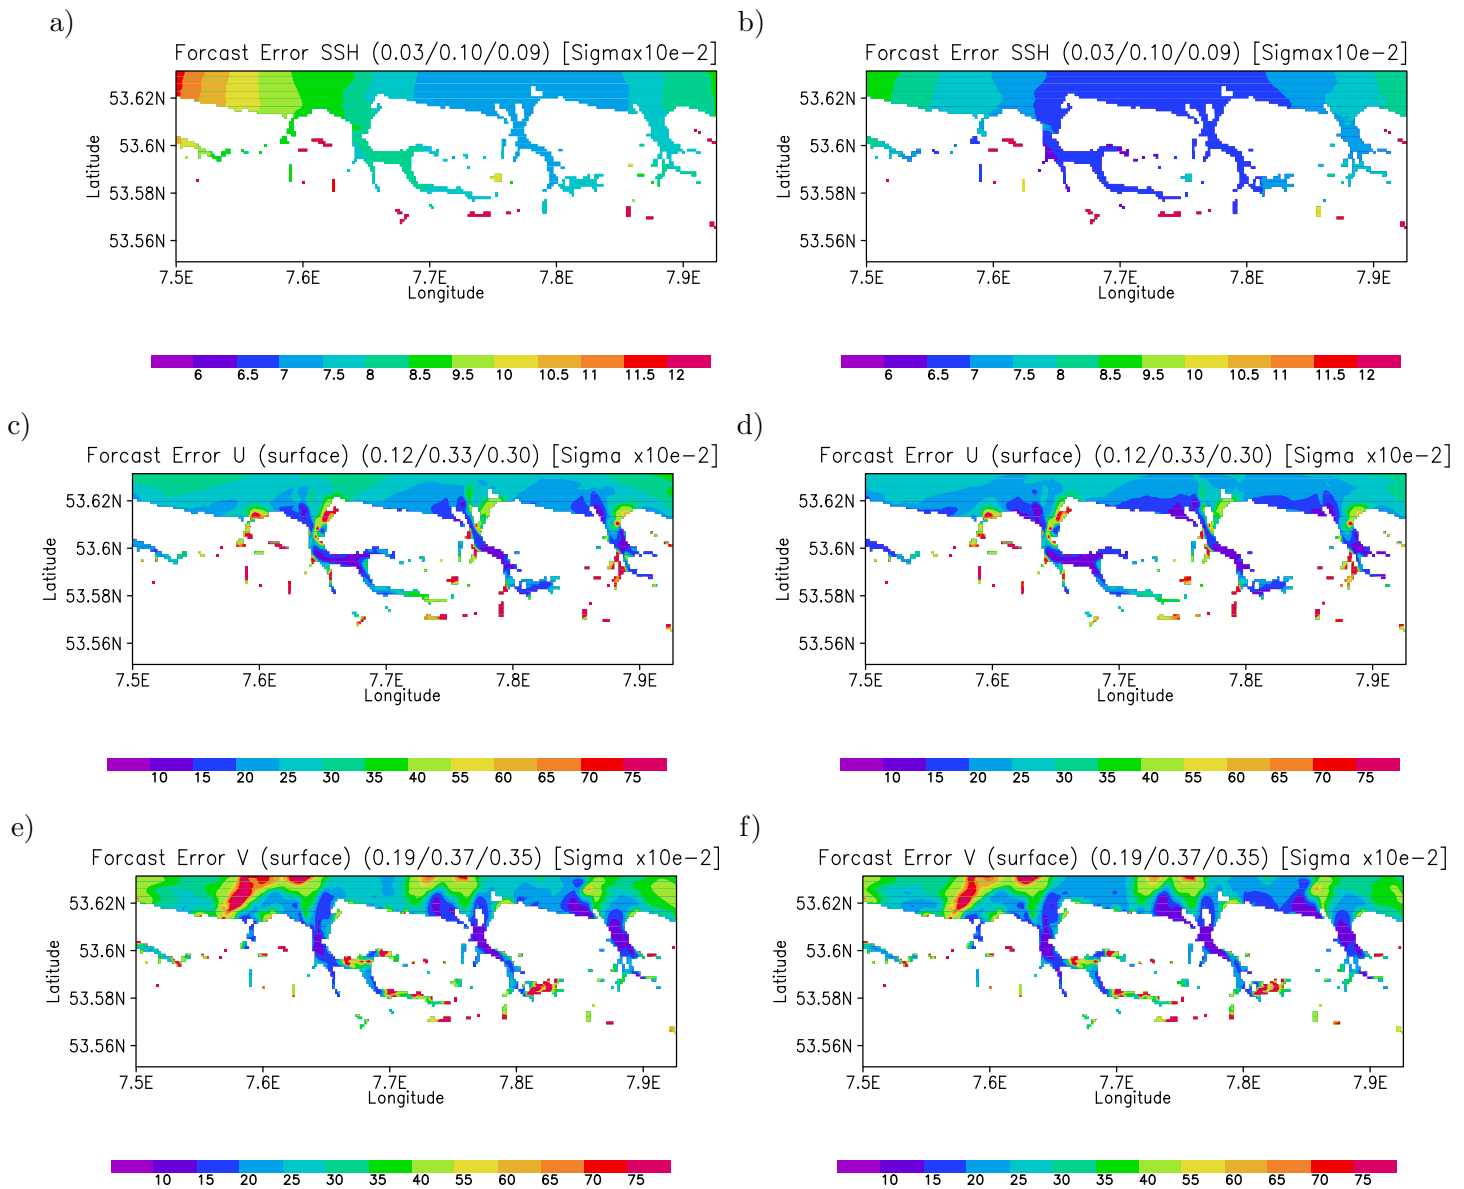 a)
Forcast Error SSH (0.03/0.10/0.09) [Sigmax10e-2]
53.62N
53.6N
53.58N
53.56N
Latitude
7.5E 7.6E 7.7E 7.8E 7.9E
Longitude
6 6.5 7 7.5 8 8.5 9.5 10 10.5 11 11.5 12
b)
Forcast Error SSH (0.03/0.10/0.09) [Sigmax10e-2]
53.62N
53.6N
53.58N
53.56N
Latitude
7.5E 7.6E 7.7E 7.8E 7.9E
Longitude
6 6.5 7 7.5 8 8.5 9.5 10 10.5 11 11.5 12
c)
Forcast Error U (surface) (0.12/0.33/0.30) [Sigma x10e-2]
53.62N
53.6N
53.58N
53.56N
Latitude
7.5E 7.6E 7.7E 7.8E 7.9E
Longitude
10 15 20 25 30 35 40 55 60 65 70 75
d)
Forcast Error U (surface) (0.12/0.33/0.30) [Sigma x10e-2]
53.62N
53.6N
53.58N
53.56N
Latitude
7.5E 7.6E 7.7E 7.8E 7.9E
Longitude
10 15 20 25 30 35 40 55 60 65 70 75
e)
Forcast Error V (surface) (0.19/0.37/0.35) [Sigma x10e-2]
53.62N
53.6N
53.58N
53.56N
Latitude
7.5E 7.6E 7.7E 7.8E 7.9E
Longitude
10 15 20 25 30 35 40 55 60 65 70 75
f)
Forcast Error V (surface) (0.19/0.37/0.35) [Sigma x10e-2]
53.62N
53.6N
53.58N
53.56N
Latitude
7.5E 7.6E 7.7E 7.8E 7.9E
Longitude
10 15 20 25 30 35 40 55 60 65 70 75